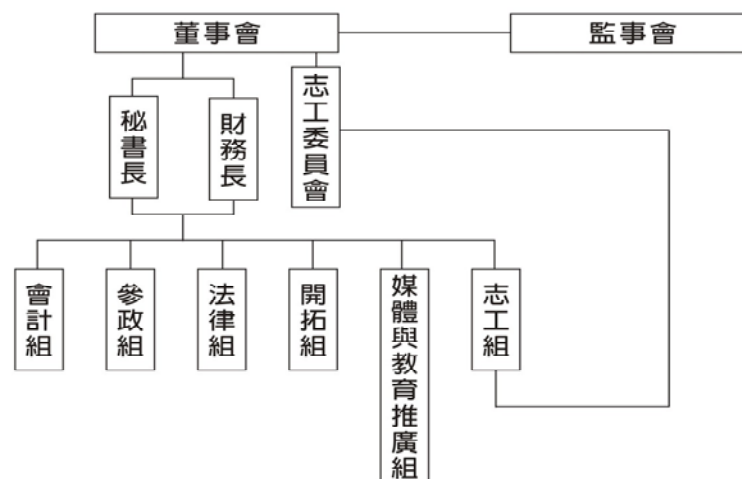 董事會
監事會
秘書長
財務長
志工委員會
會計組
參政組
法律組
開拓組
媒體與教育推廣組
志工組